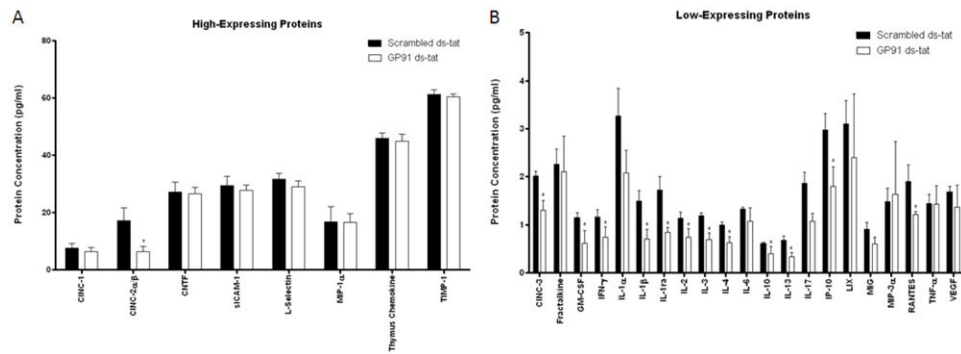 A
High-Expressing Proteins
Scrambled ds-tat
GP91 ds-tat
Protein Concentration (pg/ml)
80
60
40
20
0
*
CINC-1
CINC-2α/β
CNTF
sICAM-1
L-Selectin
MIP-1α
Thymus Chemokine
TIMP-1
B
Low-Expressing Proteins
Scrambled ds-tat
GP91 ds-tat
Protein Concentration (pg/ml)
5
4
3
2
1
0
* * * * * * * * * * * * *
CINC-3
Fractalkine
GM-CSF
IFN-γ
IL-1α
IL-1β
IL-1ra
IL-2
IL-3
IL-4
IL-6
IL-10
IL-13
IL-17
IP-10
LIX
MIG
MIP-3α
RANTES
TNF-α
VEGF